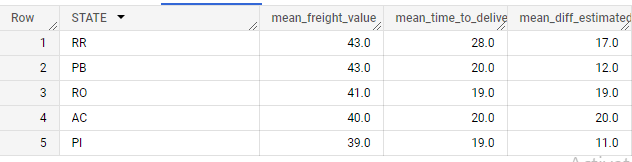 Row STATE mean_freight_value mean_time_to_delive mean_diff_estimated
1 RR 43.0 28.0 17.0
2 PB 43.0 20.0 12.0
3 RO 41.0 19.0 19.0
4 AC 40.0 20.0 20.0
5 PI 39.0 19.0 11.0